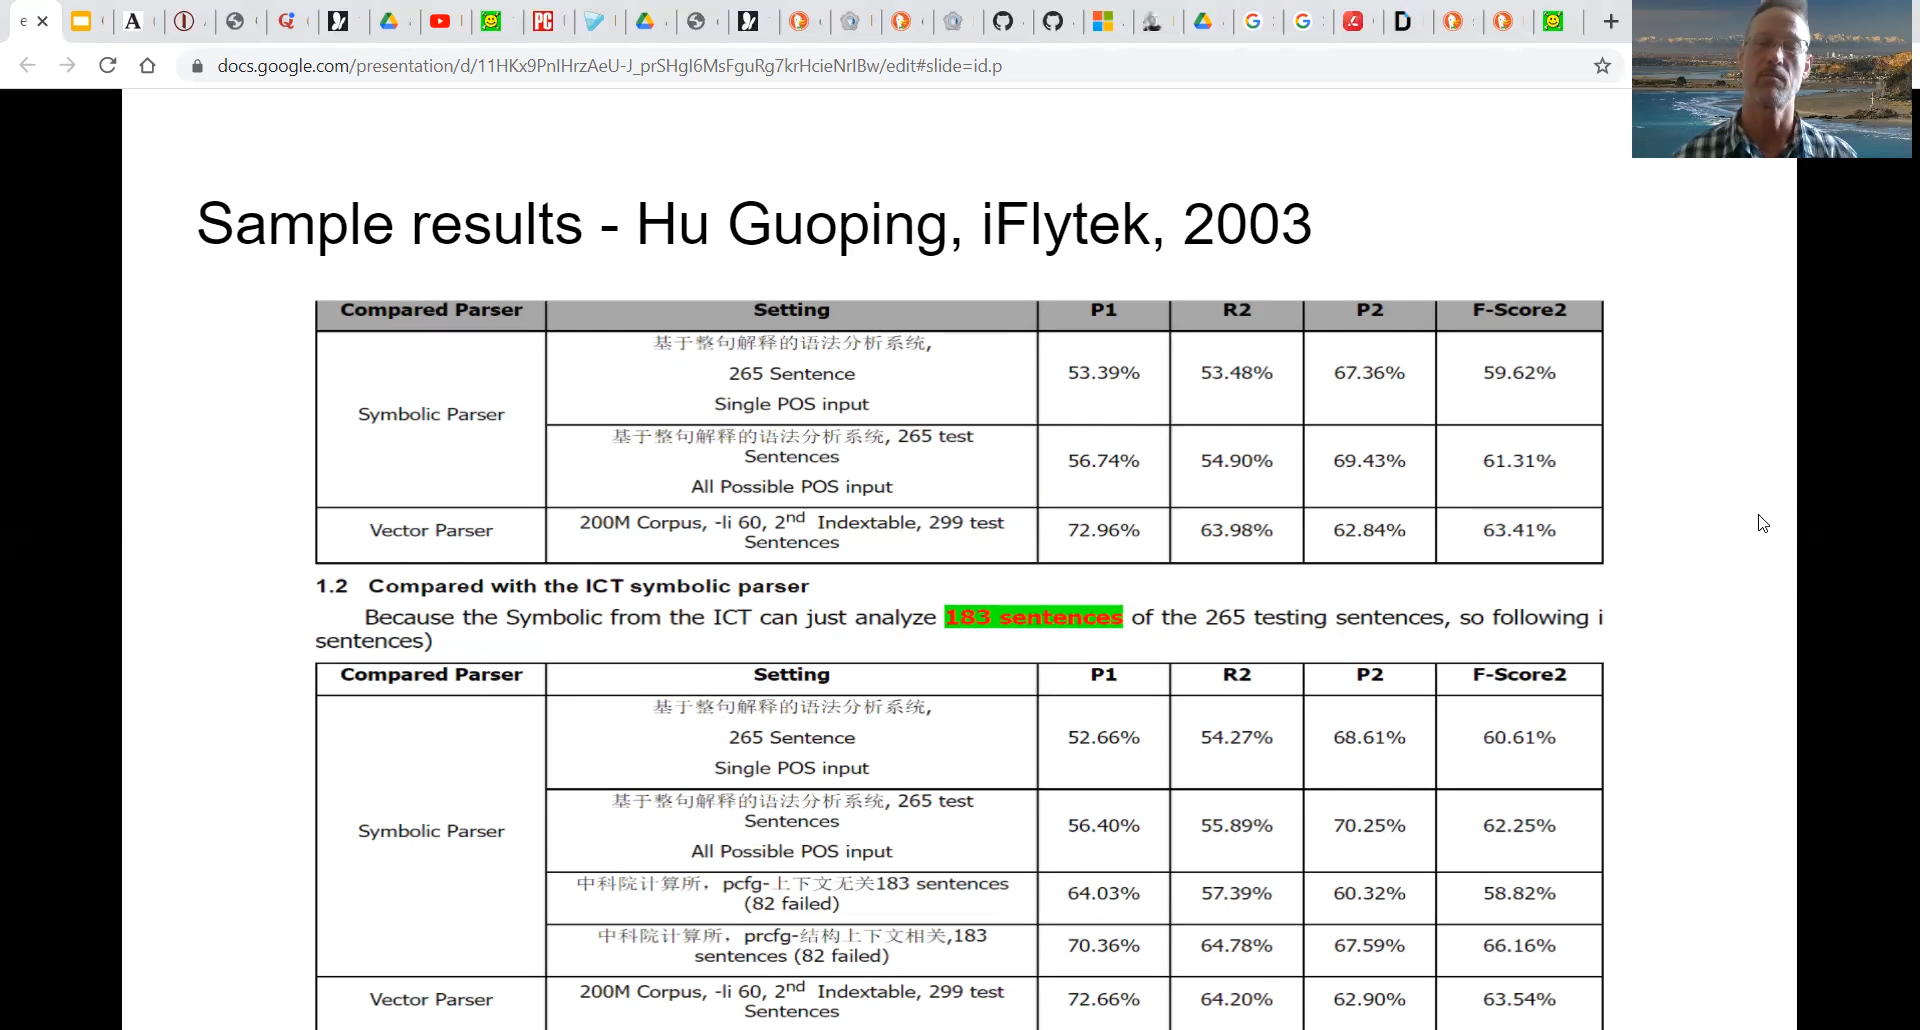 e
docs.google.com/presentation/d/11HKx9PnIHrzAeU-J_prSHgI6MsFguRg7krHcieNrIBw/edit#slide=id.p
Sample results - Hu Guoping, iFlytek, 2003
Compared Parser Setting P1 R2 P2 F-Score2
Symbolic Parser
基于整句解释的语法分析系统,
265 Sentence
Single POS input
53.39% 53.48% 67.36% 59.62%
基于整句解释的语法分析系统, 265 test
Sentences
All Possible POS input
56.74% 54.90% 69.43% 61.31%
Vector Parser
200M Corpus, -li 60, 2nd Indextable, 299 test
Sentences
72.96% 63.98% 62.84% 63.41%
1.2 Compared with the ICT symbolic parser
Because the Symbolic from the ICT can just analyze 183 sentences of the 265 testing sentences, so following i
sentences)
Compared Parser Setting P1 R2 P2 F-Score2
Symbolic Parser
基于整句解释的语法分析系统,
265 Sentence
Single POS input
52.66% 54.27% 68.61% 60.61%
基于整句解释的语法分析系统, 265 test
Sentences
All Possible POS input
56.40% 55.89% 70.25% 62.25%
中科院计算所，pcfg-上下文无关183 sentences
(82 failed)
64.03% 57.39% 60.32% 58.82%
中科院计算所，prcfg-结构上下文相关,183
sentences (82 failed)
70.36% 64.78% 67.59% 66.16%
Vector Parser
200M Corpus, -li 60, 2nd Indextable, 299 test
Sentences
72.66% 64.20% 62.90% 63.54%